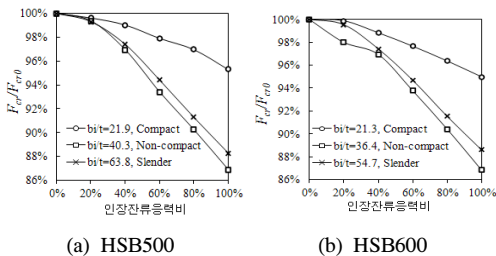 100%
98%
96%
94%
92%
90%
88%
86%
Fcr/Fcr0
bi/t=21.9, Compact
bi/t=40.3, Non-compact
bi/t=63.8, Slender
0% 20% 40% 60% 80% 100%
인장잔류응력비
(a) HSB500
100%
98%
96%
94%
92%
90%
88%
86%
Fcr/Fcr0
bi/t=21.3, Compact
bi/t=36.4, Non-compact
bi/t=54.7, Slender
0% 20% 40% 60% 80% 100%
인장잔류응력비
(b) HSB600